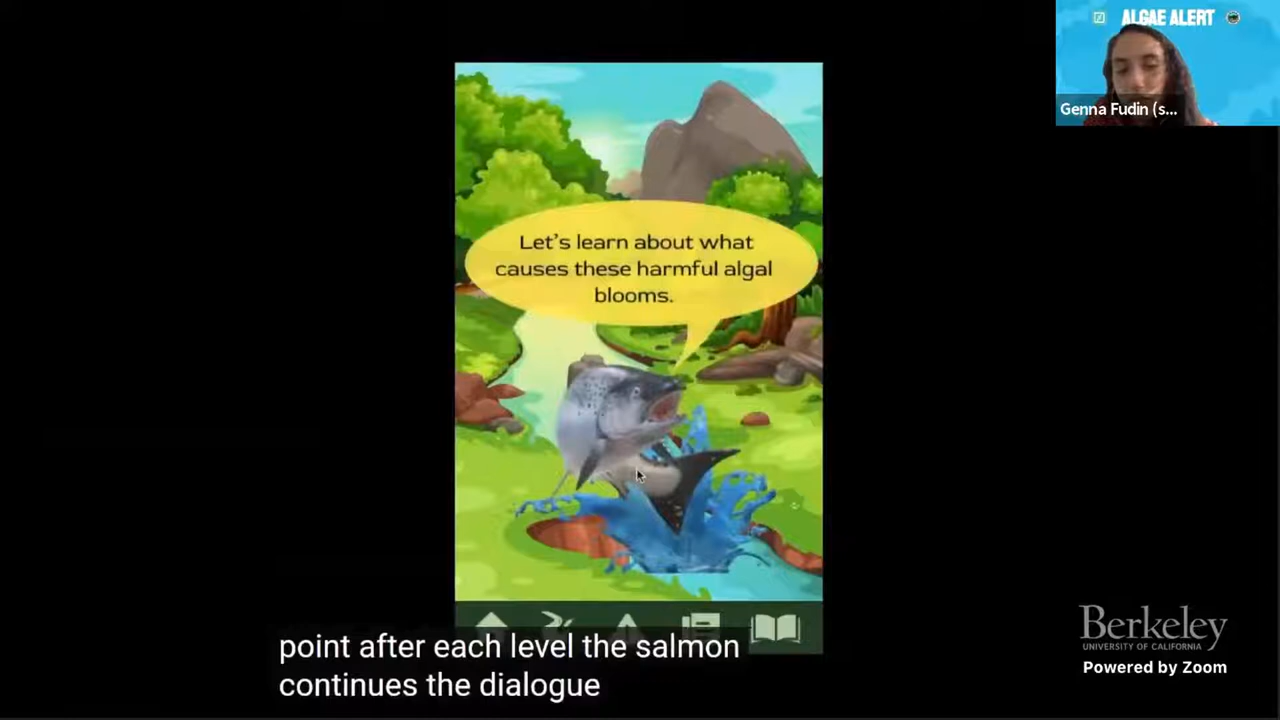 ALGAE ALERT
Genna Fudin (s...
Let's learn about what
causes these harmful algal
blooms.
point after each level the salmon
continues the dialogue
Berkeley
UNIVERSITY OF CALIFORNIA
Powered by Zoom